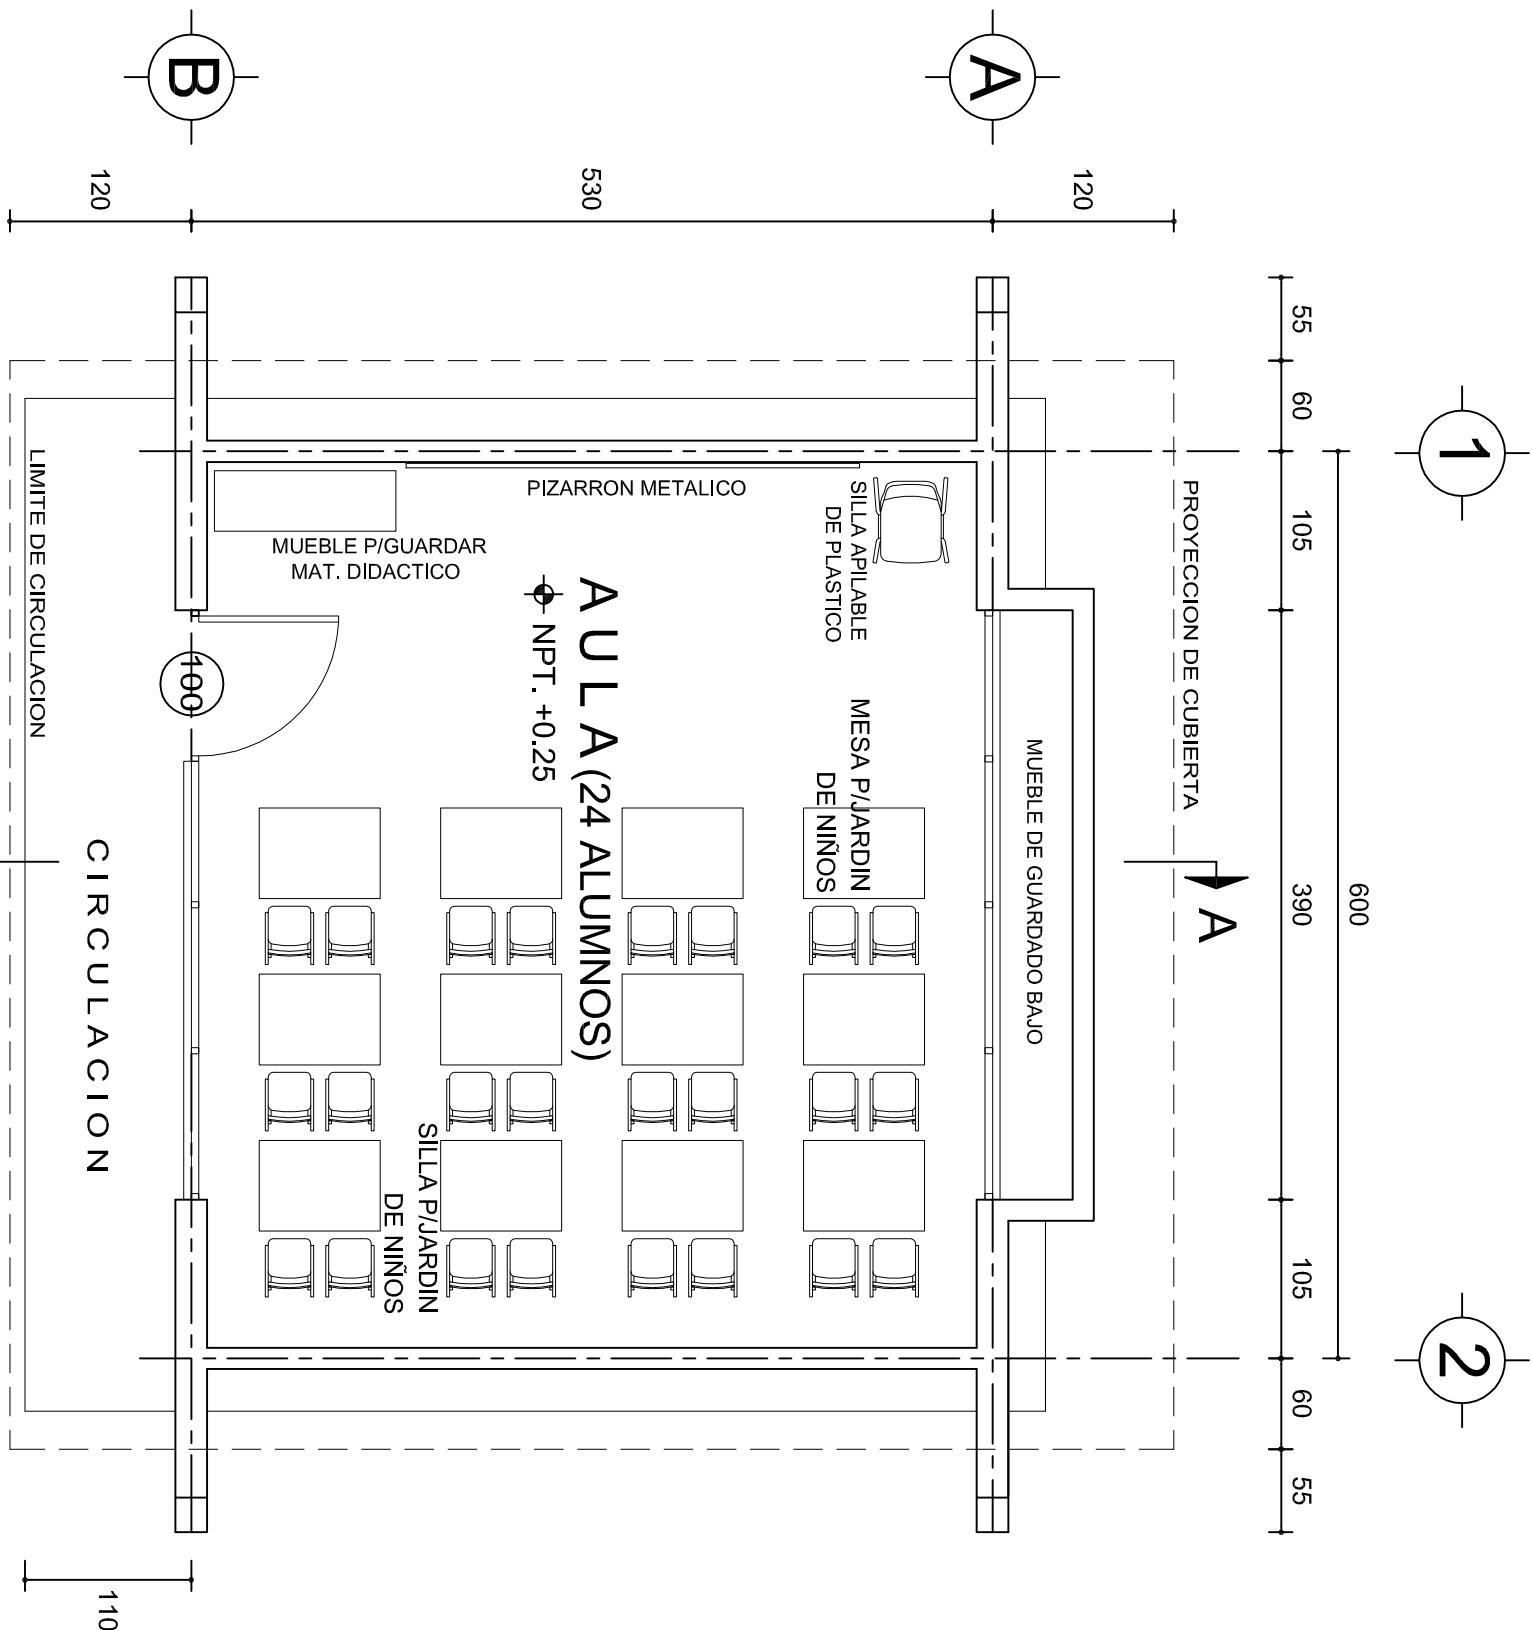 1
2
600
55
60
105
390
105
60
55
A
B
120
530
120
110
PROYECCION DE CUBIERTA
A
MUEBLE DE GUARDADO BAJO
SILLA APILABLE
DE PLASTICO
MESA P/JARDIN
DE NIÑOS
PIZARRON METALICO
A U L A (24 ALUMNOS)
NPT. +0.25
MUEBLE P/GUARDAR
MAT. DIDACTICO
SILLA P/JARDIN
DE NIÑOS
100
C I R C U L A C I O N
LIMITE DE CIRCULACION